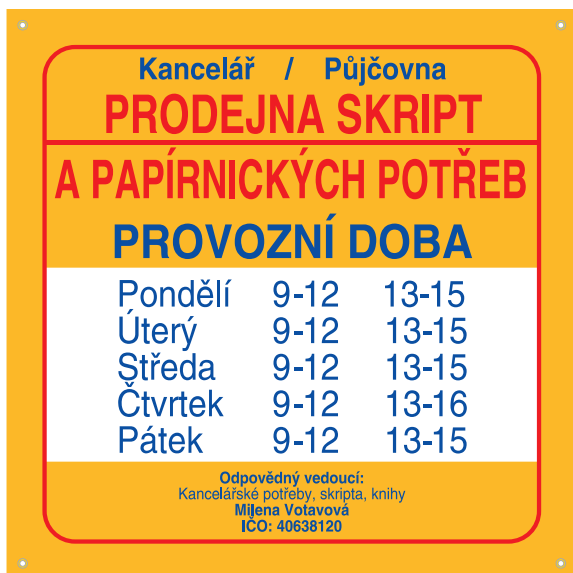 Kancelář / Půjčovna
PRODEJNA SKRIPT
A PAPÍRNICKÝCH POTŘEB
PROVOZNÍ DOBA
Pondělí 9-12 13-15
Úterý 9-12 13-15
Středa 9-12 13-15
Čtvrtek 9-12 13-16
Pátek 9-12 13-15
Odpovědný vedoucí:
Kancelářské potřeby, skripta, knihy
Milena Votavová
IČO: 40638120